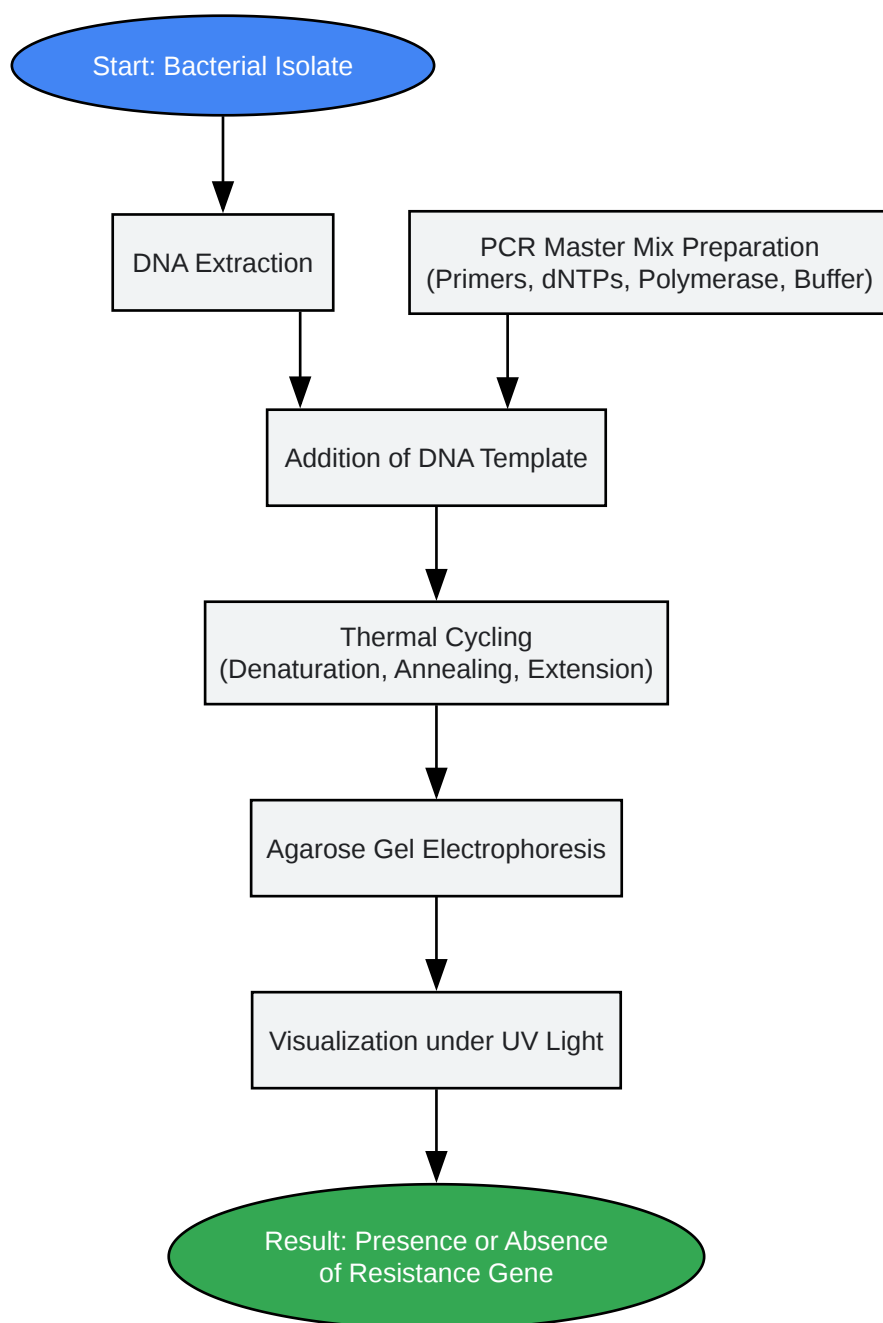 Start: Bacterial Isolate
DNA Extraction
PCR Master Mix Preparation
(Primers, dNTPs, Polymerase, Buffer)
Addition of DNA Template
Thermal Cycling
(Denaturation, Annealing, Extension)
Agarose Gel Electrophoresis
Visualization under UV Light
Result: Presence or Absence
of Resistance Gene